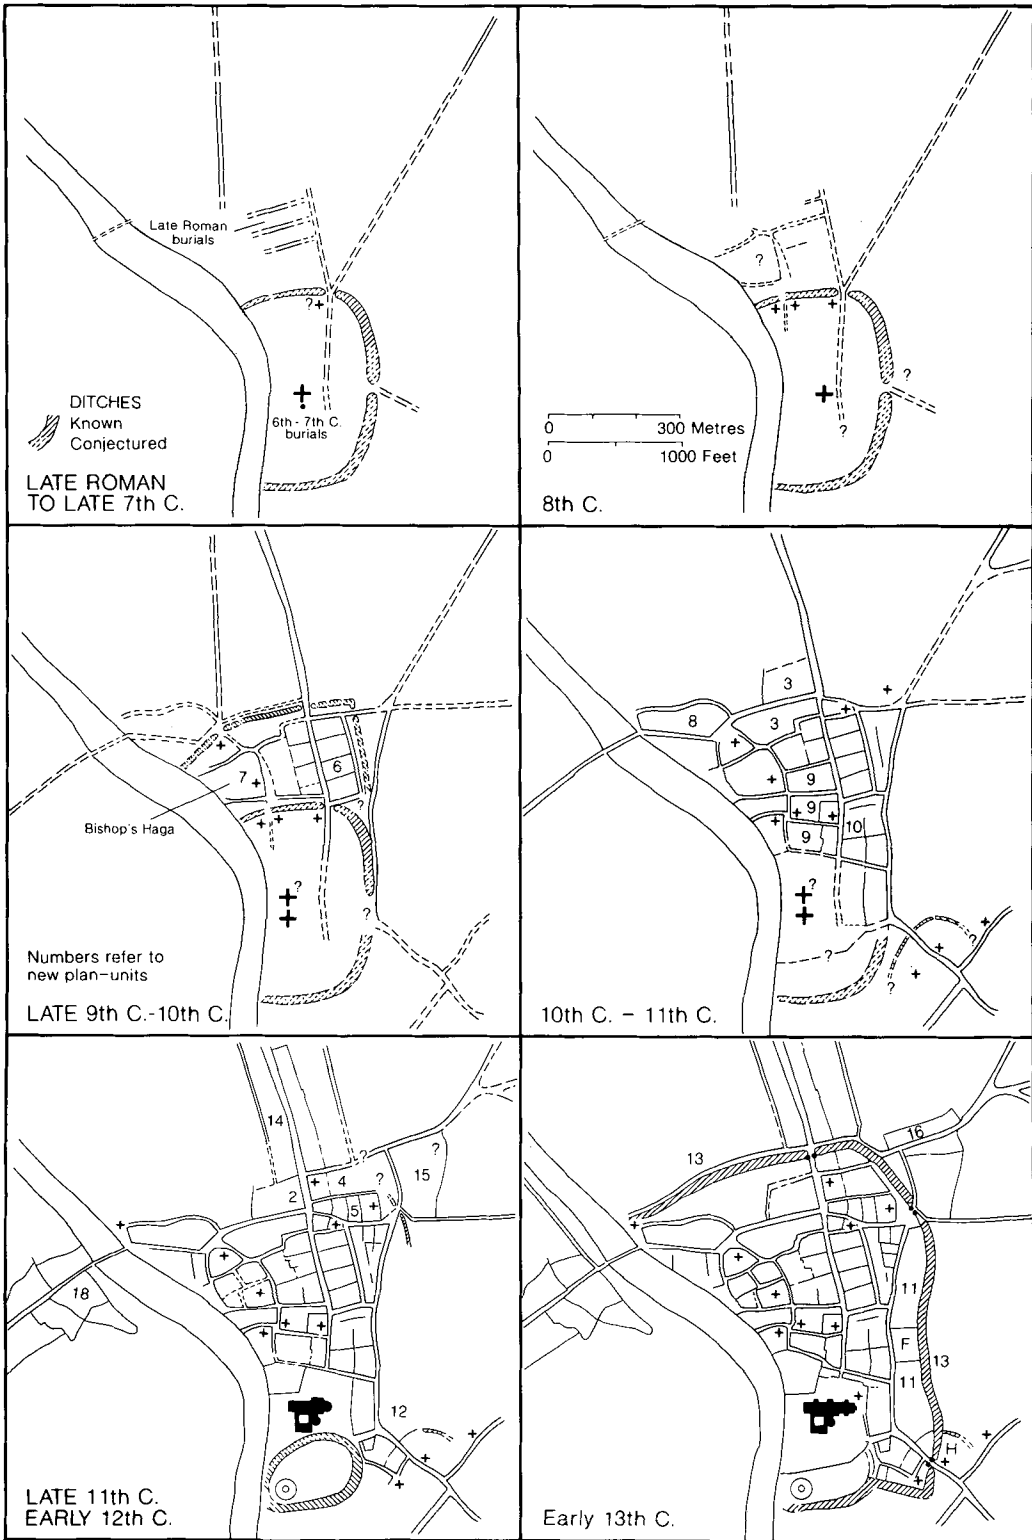 Late Roman
burials
?
DITCHES
Known
Conjectured
6th - 7th C.
burials
LATE ROMAN
TO LATE 7th C.
?
?
?
0 300 Metres
0 1000 Feet
8th C.
6
7
?
Bishop's Haga
?
?
Numbers refer to
new plan-units
LATE 9th C.-10th C.
3
8
3
9
9
10
9
?
?
?
?
10th C. - 11th C.
14
?
?
4
?
15
2
5
18
12
LATE 11th C.
EARLY 12th C.
16
13
11
F
13
11
H
Early 13th C.